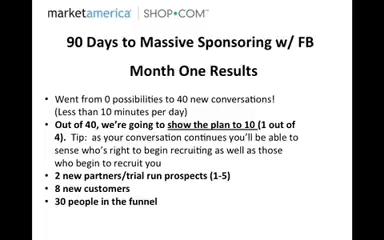 marketamerica | SHOP•COM™
90 Days to Massive Sponsoring w/ FB
Month One Results
• Went from 0 possibilities to 40 new conversations!
(Less than 10 minutes per day)
• Out of 40, we're going to show the plan to 10 (1 out of
4). Tip: as your conversation continues you'll be able to
sense who's right to begin recruiting as well as those
who begin to recruit you
• 2 new partners/trial run prospects (1-5)
• 8 new customers
• 30 people in the funnel